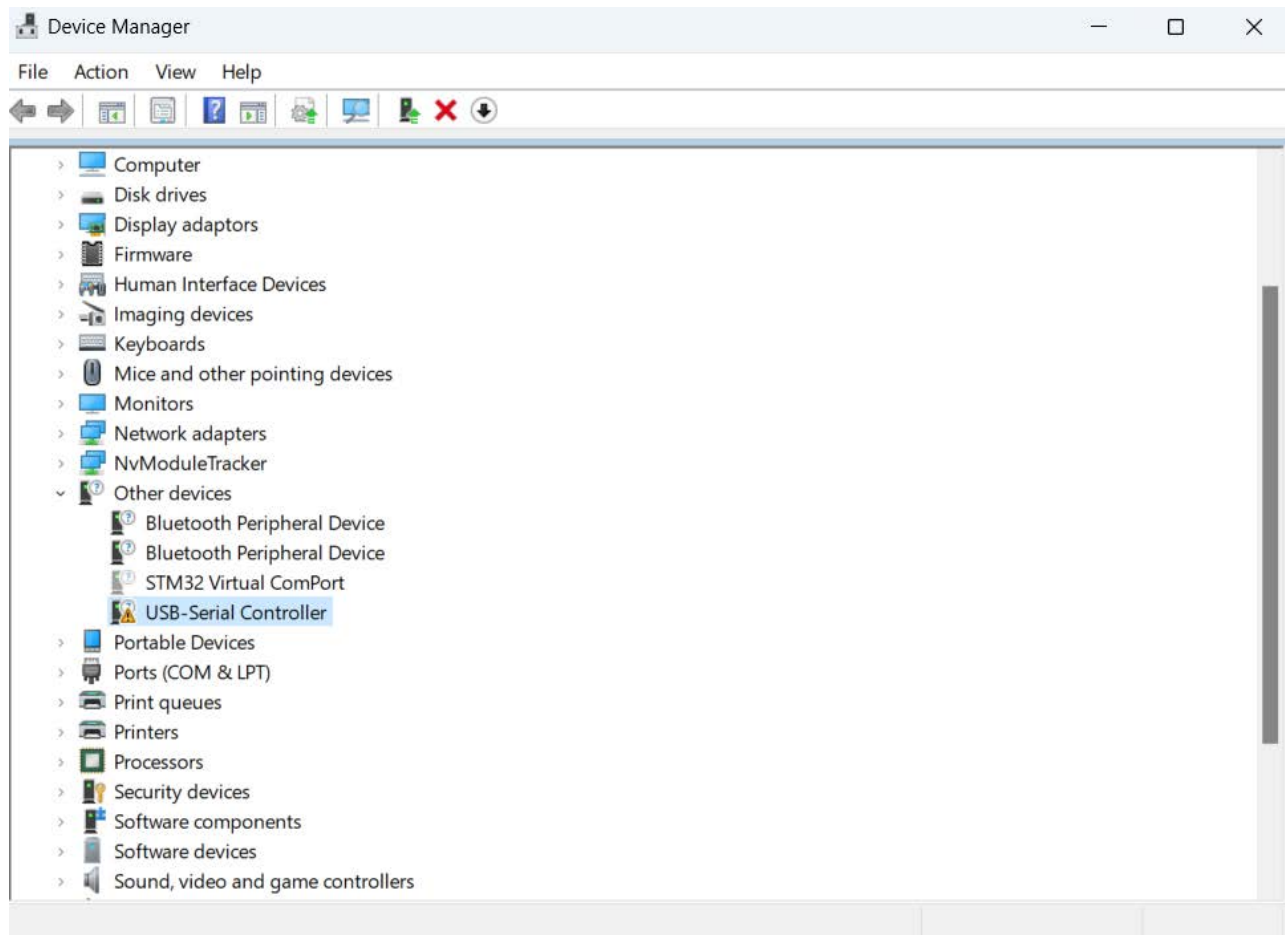 Device Manager
File Action View Help
Computer
Disk drives
Display adaptors
Firmware
Human Interface Devices
Imaging devices
Keyboards
Mice and other pointing devices
Monitors
Network adapters
NvModuleTracker
Other devices
Bluetooth Peripheral Device
Bluetooth Peripheral Device
STM32 Virtual ComPort
USB-Serial Controller
Portable Devices
Ports (COM & LPT)
Print queues
Printers
Processors
Security devices
Software components
Software devices
Sound, video and game controllers